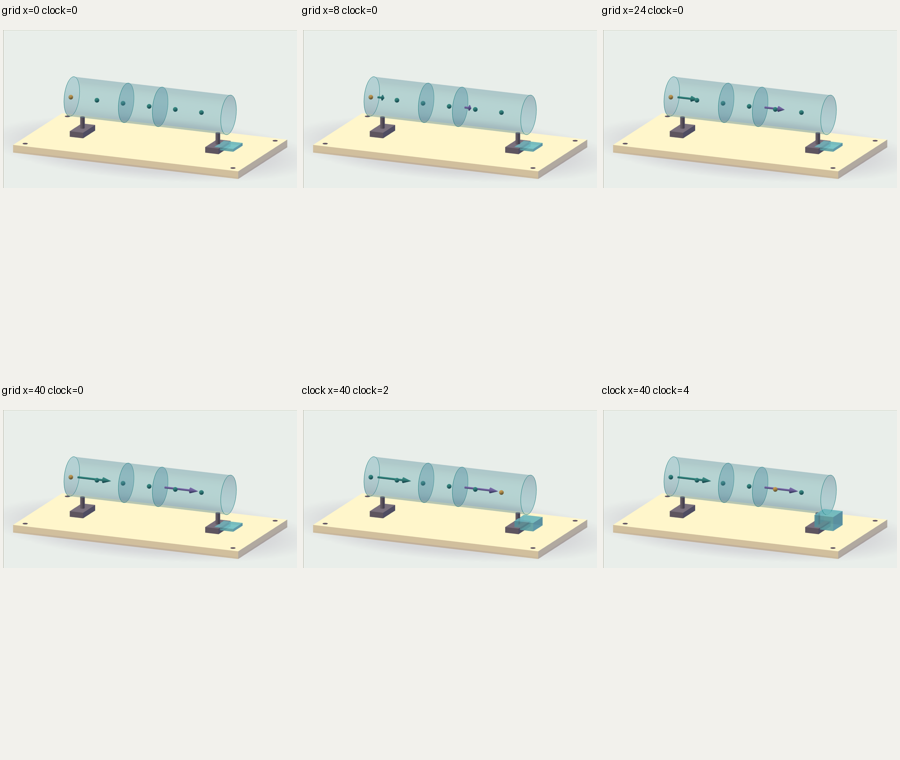 grid x=0 clock=0
grid x=8 clock=0
grid x=24 clock=0
grid x=40 clock=0
clock x=40 clock=2
clock x=40 clock=4